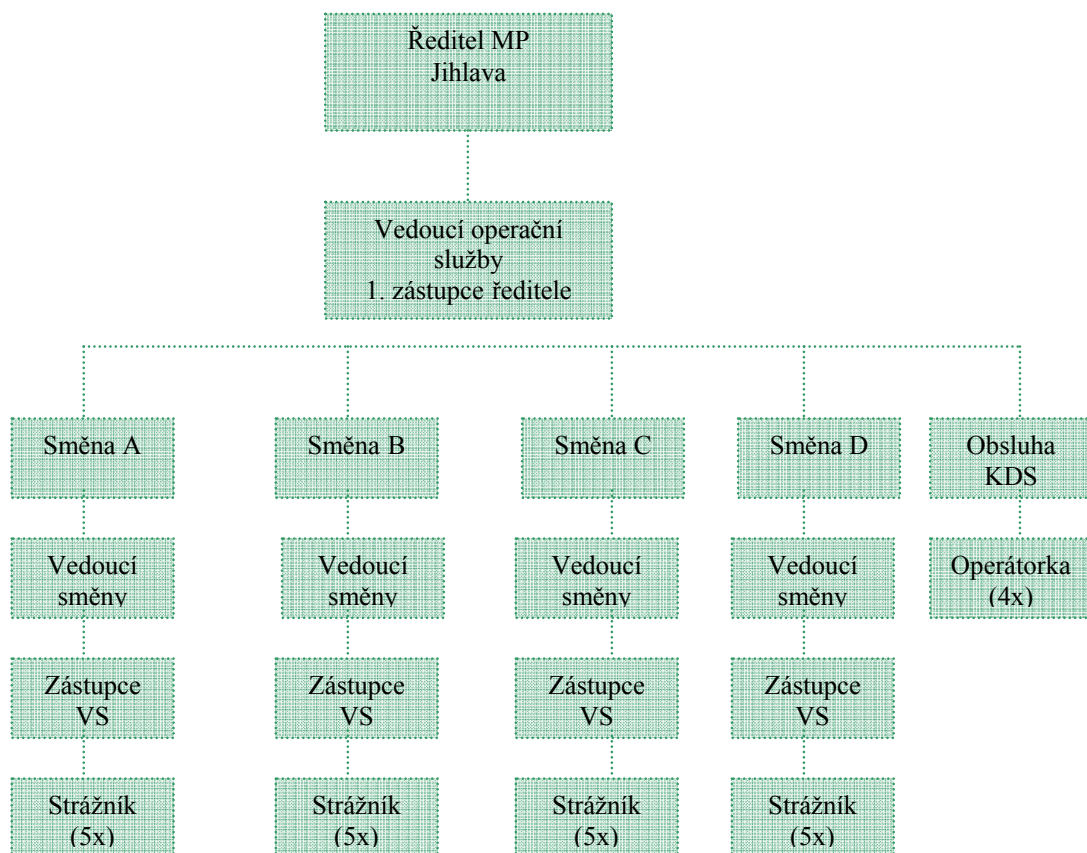 Ředitel MP
Jihlava
Vedoucí operační
služby
1. zástupce ředitele
Směna A
Směna B
Směna C
Směna D
Obsluha
KDS
Vedoucí
směny
Vedoucí
směny
Vedoucí
směny
Vedoucí
směny
Operátorka
(4x)
Zástupce
VS
Zástupce
VS
Zástupce
VS
Zástupce
VS
Strážník
(5x)
Strážník
(5x)
Strážník
(5x)
Strážník
(5x)